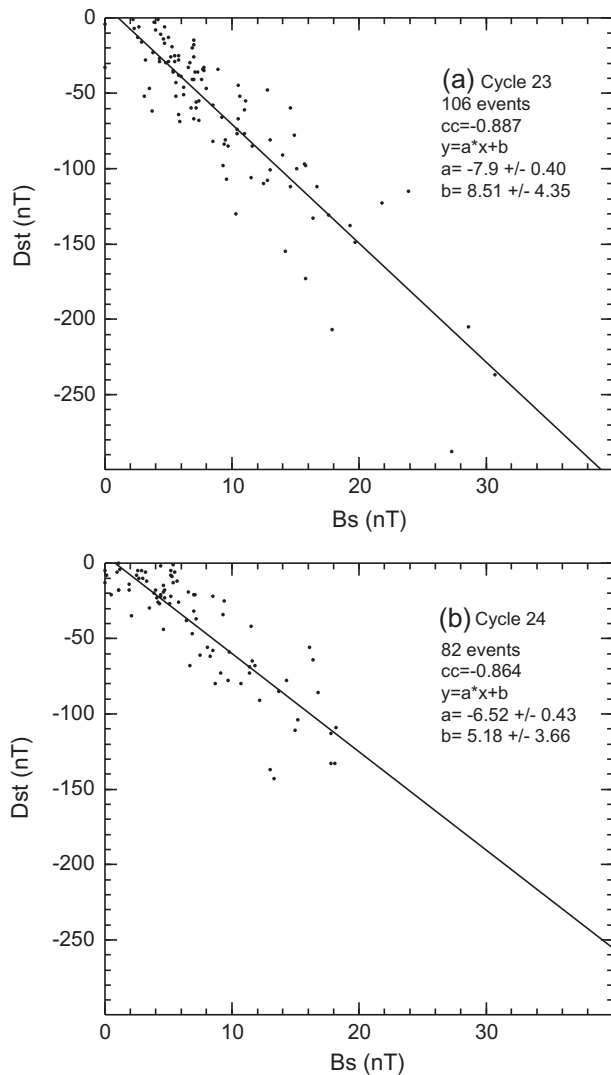 0
-50
-100
-150
-200
-250
Dst (nT)
(a) Cycle 23
106 events
cc=-0.887
y=a*x+b
a= -7.9 +/- 0.40
b= 8.51 +/- 4.35
0 10 20 30
Bs (nT)
0
-50
-100
-150
-200
-250
Dst (nT)
(b) Cycle 24
82 events
cc=-0.864
y=a*x+b
a= -6.52 +/- 0.43
b= 5.18 +/- 3.66
0 10 20 30
Bs (nT)